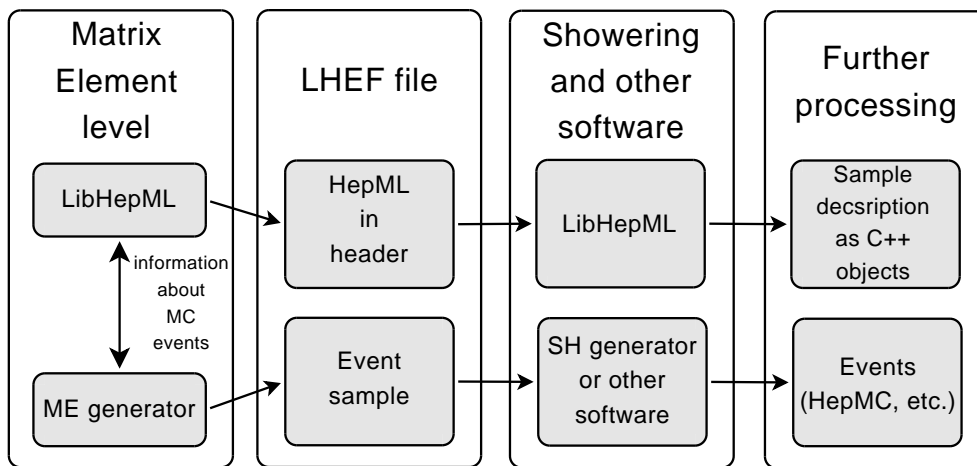 Matrix
Element
level
LibHepML
information
about
MC
events
ME generator
LHEF file
HepML
in
header
Event
sample
Showering
and other
software
LibHepML
SH generator
or other
software
Further
processing
Sample
decsription
as C++
objects
Events
(HepMC, etc.)